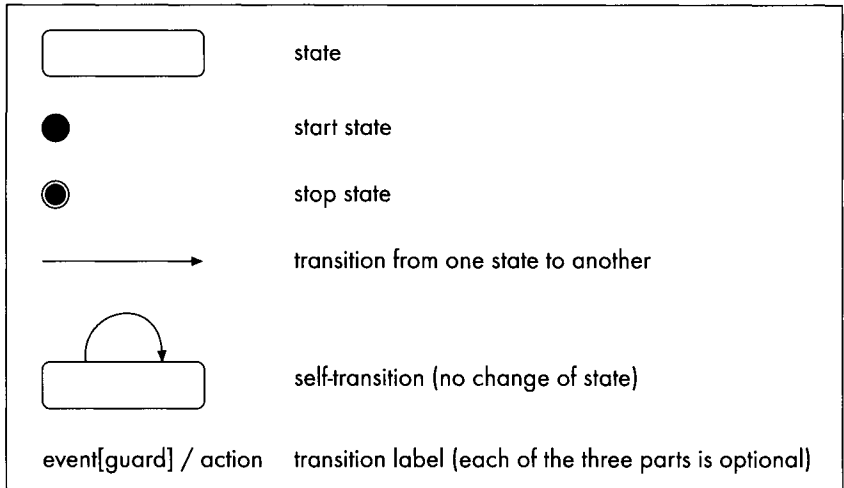 state
start state
stop state
transition from one state to another
self-transition (no change of state)
event[guard] / action transition label (each of the three parts is optional)